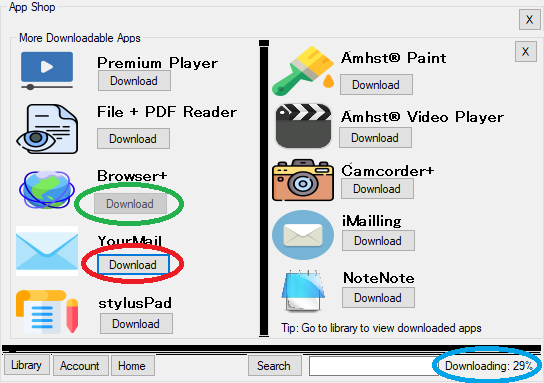 App Shop
X
More Downloadable Apps
X
Premium Player
Download
File + PDF Reader
Download
Browser+
Download
YourMail
Download
stylusPad
Download
Amhst® Paint
Download
Amhst® Video Player
Download
Camcorder+
Download
iMailling
Download
NoteNote
Download
Tip: Go to library to view downloaded apps
Library
Account
Home
Search
Downloading: 29%